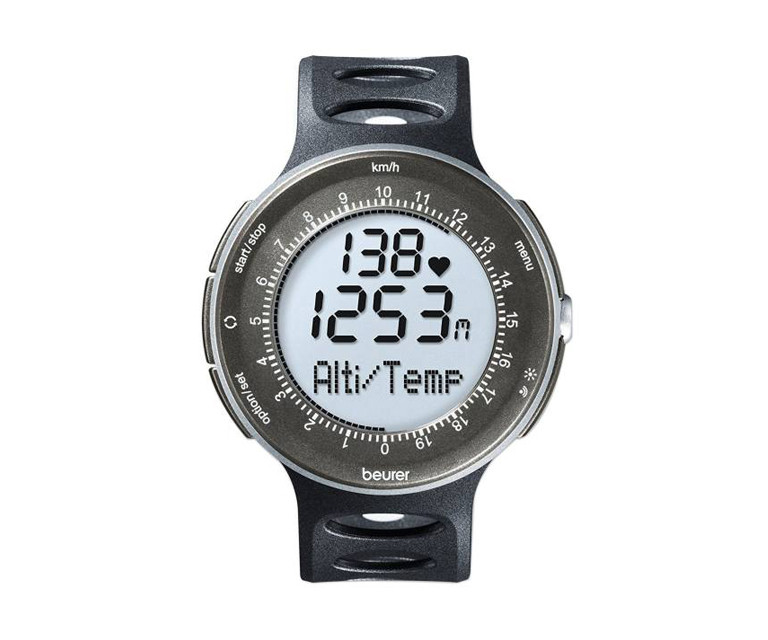 km/h
start/stop
menu
option/set
0 1 2 3 4 5 6 7 8 9 10 11 12 13 14 15 16 17 18 19
138
1253 m
Alti/Temp
beurer